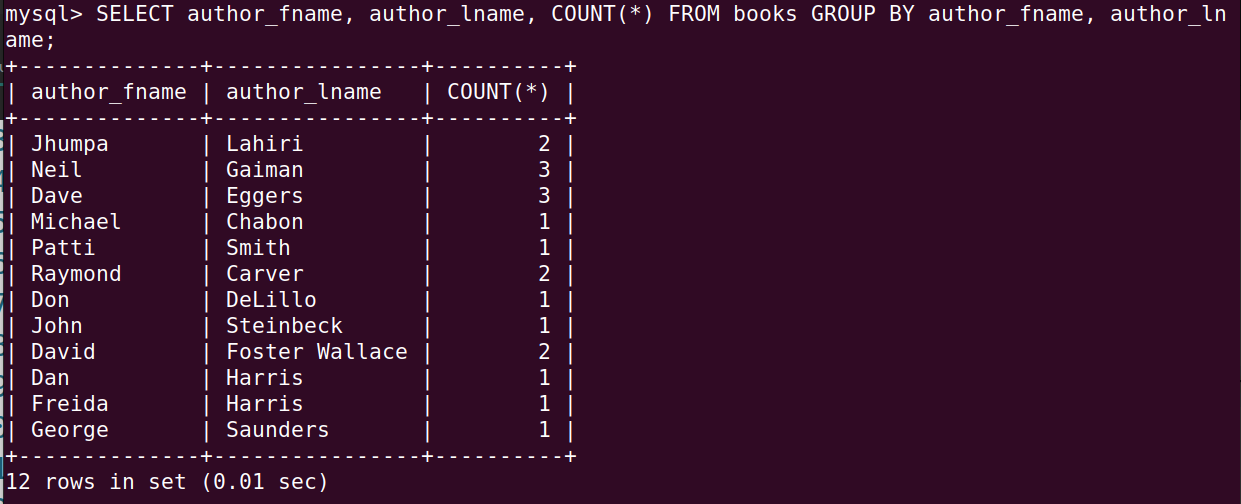 mysql> SELECT author_fname, author_lname, COUNT(*) FROM books GROUP BY author_fname, author_ln
ame;
+--------------+----------------+----------+
| author_fname | author_lname   | COUNT(*) |
+--------------+----------------+----------+
| Jhumpa       | Lahiri         |        2 |
| Neil         | Gaiman         |        3 |
| Dave         | Eggers         |        3 |
| Michael      | Chabon         |        1 |
| Patti        | Smith          |        1 |
| Raymond      | Carver         |        2 |
| Don          | DeLillo        |        1 |
| John         | Steinbeck      |        1 |
| David        | Foster Wallace |        2 |
| Dan          | Harris         |        1 |
| Freida       | Harris         |        1 |
| George       | Saunders       |        1 |
+--------------+----------------+----------+
12 rows in set (0.01 sec)